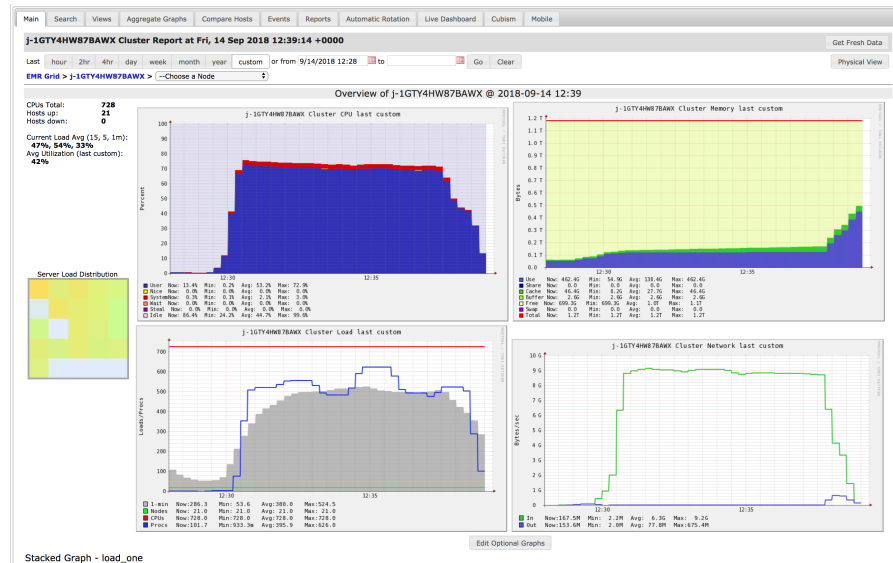 Main Search Views Aggregate Graphs Compare Hosts Events Reports Automatic Rotation Live Dashboard Cubism Mobile
j-1GTY4HW87BAWX Cluster Report at Fri, 14 Sep 2018 12:39:14 +0000
Get Fresh Data
Last hour 2hr 4hr day week month year custom or from 9/14/2018 12:28 to Go Clear
Physical View
EMR Grid > j-1GTY4HW87BAWX > --Choose a Node
Overview of j-1GTY4HW87BAWX @ 2018-09-14 12:39
CPUs Total: 728
Hosts up: 21
Hosts down: 0
Current Load Avg (15, 5, 1m):
47%, 54%, 33%
Avg Utilization (last custom):
42%
Server Load Distribution
j-1GTY4HW87BAWX Cluster CPU last custom
Percent
100
90
80
70
60
50
40
30
20
10
0
12:30 12:35
User Now: 13.4% Min: 0.2% Avg: 53.2% Max: 72.9%
Nice Now: 0.0% Min: 0.0% Avg: 0.0% Max: 0.0%
System Now: 0.3% Min: 0.1% Avg: 2.1% Max: 3.0%
Wait Now: 0.0% Min: 0.0% Avg: 0.0% Max: 0.0%
Steal Now: 0.0% Min: 0.0% Avg: 0.0% Max: 0.0%
Idle Now: 86.4% Min: 24.2% Avg: 44.7% Max: 99.6%
j-1GTY4HW87BAWX Cluster Memory last custom
Bytes
1.2 T
1.1 T
1.0 T
0.9 T
0.8 T
0.7 T
0.6 T
0.5 T
0.4 T
0.3 T
0.2 T
0.1 T
0.0
12:30 12:35
Use Now: 462.4G Min: 54.9G Avg: 138.4G Max: 462.4G
Share Now: 0.0 Min: 0.0 Avg: 0.0 Max: 0.0
Cache Now: 46.4G Min: 8.2G Avg: 27.7G Max: 46.4G
Buffer Now: 2.6G Min: 2.6G Avg: 2.6G Max: 2.6G
Free Now: 699.3G Min: 699.3G Avg: 1.0T Max: 1.1T
Swap Now: 0.0 Min: 0.0 Avg: 0.0 Max: 0.0
Total Now: 1.2T Min: 1.2T Avg: 1.2T Max: 1.2T
j-1GTY4HW87BAWX Cluster Load last custom
Loads/Procs
700
600
500
400
300
200
100
0
12:30 12:35
1-min Now:286.3 Min: 53.6 Avg:380.0 Max:524.5
Nodes Now: 21.0 Min: 21.0 Avg: 21.0 Max: 21.0
CPUs Now:728.0 Min:728.0 Avg:728.0 Max:728.0
Procs Now:101.7 Min:933.3m Avg:395.9 Max:626.0
j-1GTY4HW87BAWX Cluster Network last custom
Bytes/sec
10 G
9 G
8 G
7 G
6 G
5 G
4 G
3 G
2 G
1 G
0
12:30 12:35
In Now:167.5M Min: 2.2M Avg: 6.3G Max: 9.2G
Out Now:153.6M Min: 2.0M Avg: 77.8M Max:675.4M
Edit Optional Graphs
Stacked Graph - load_one